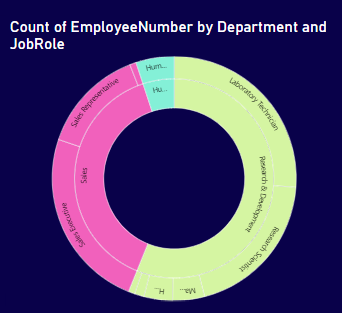 Count of EmployeeNumber by Department and
JobRole
Hum...
Hu...
Laboratory Technician
Sales Representative
Sales
Research & Development
Sales Executive
Research Scientist
Ma...
H...